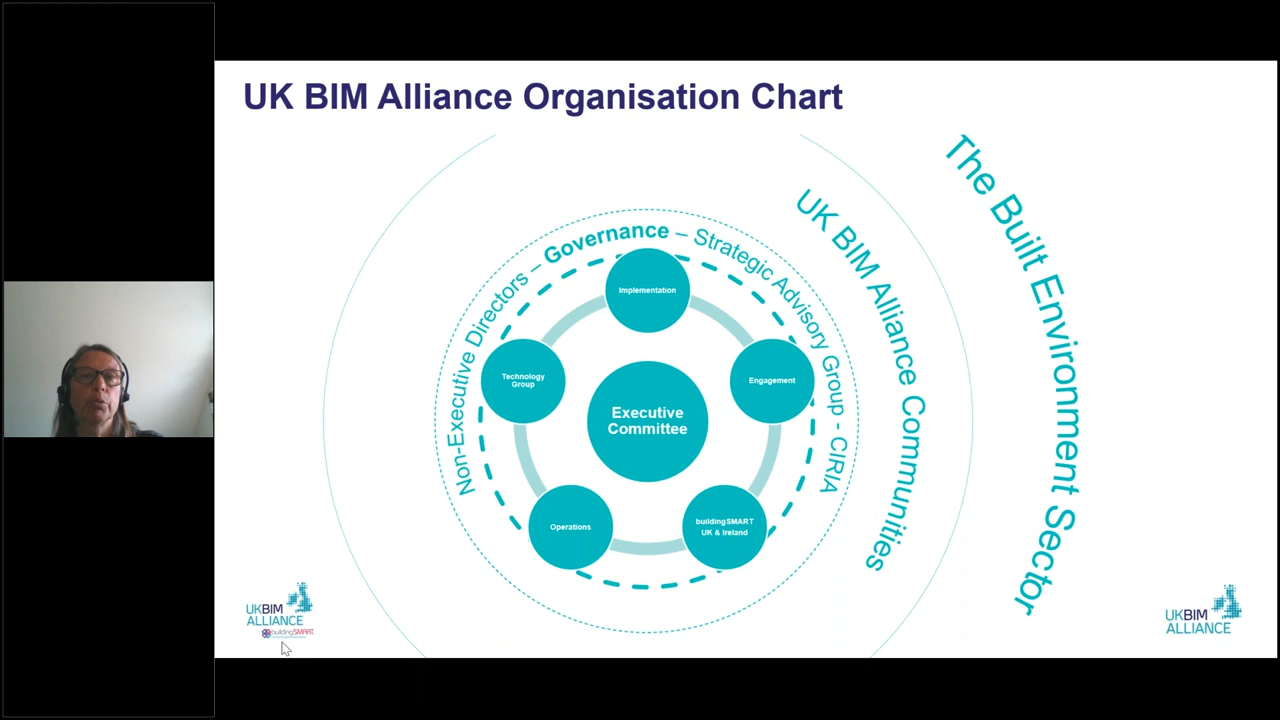 UK BIM Alliance Organisation Chart
The Built Environment Sector
UK BIM Alliance Communities
Non-Executive Directors – Governance – Strategic Advisory Group - CIRIA
Implementation
Technology
Group
Engagement
Executive
Committee
Operations
buildingSMART
UK & Ireland
UKBIM
ALLIANCE
buildingSMART
UKBIM
ALLIANCE